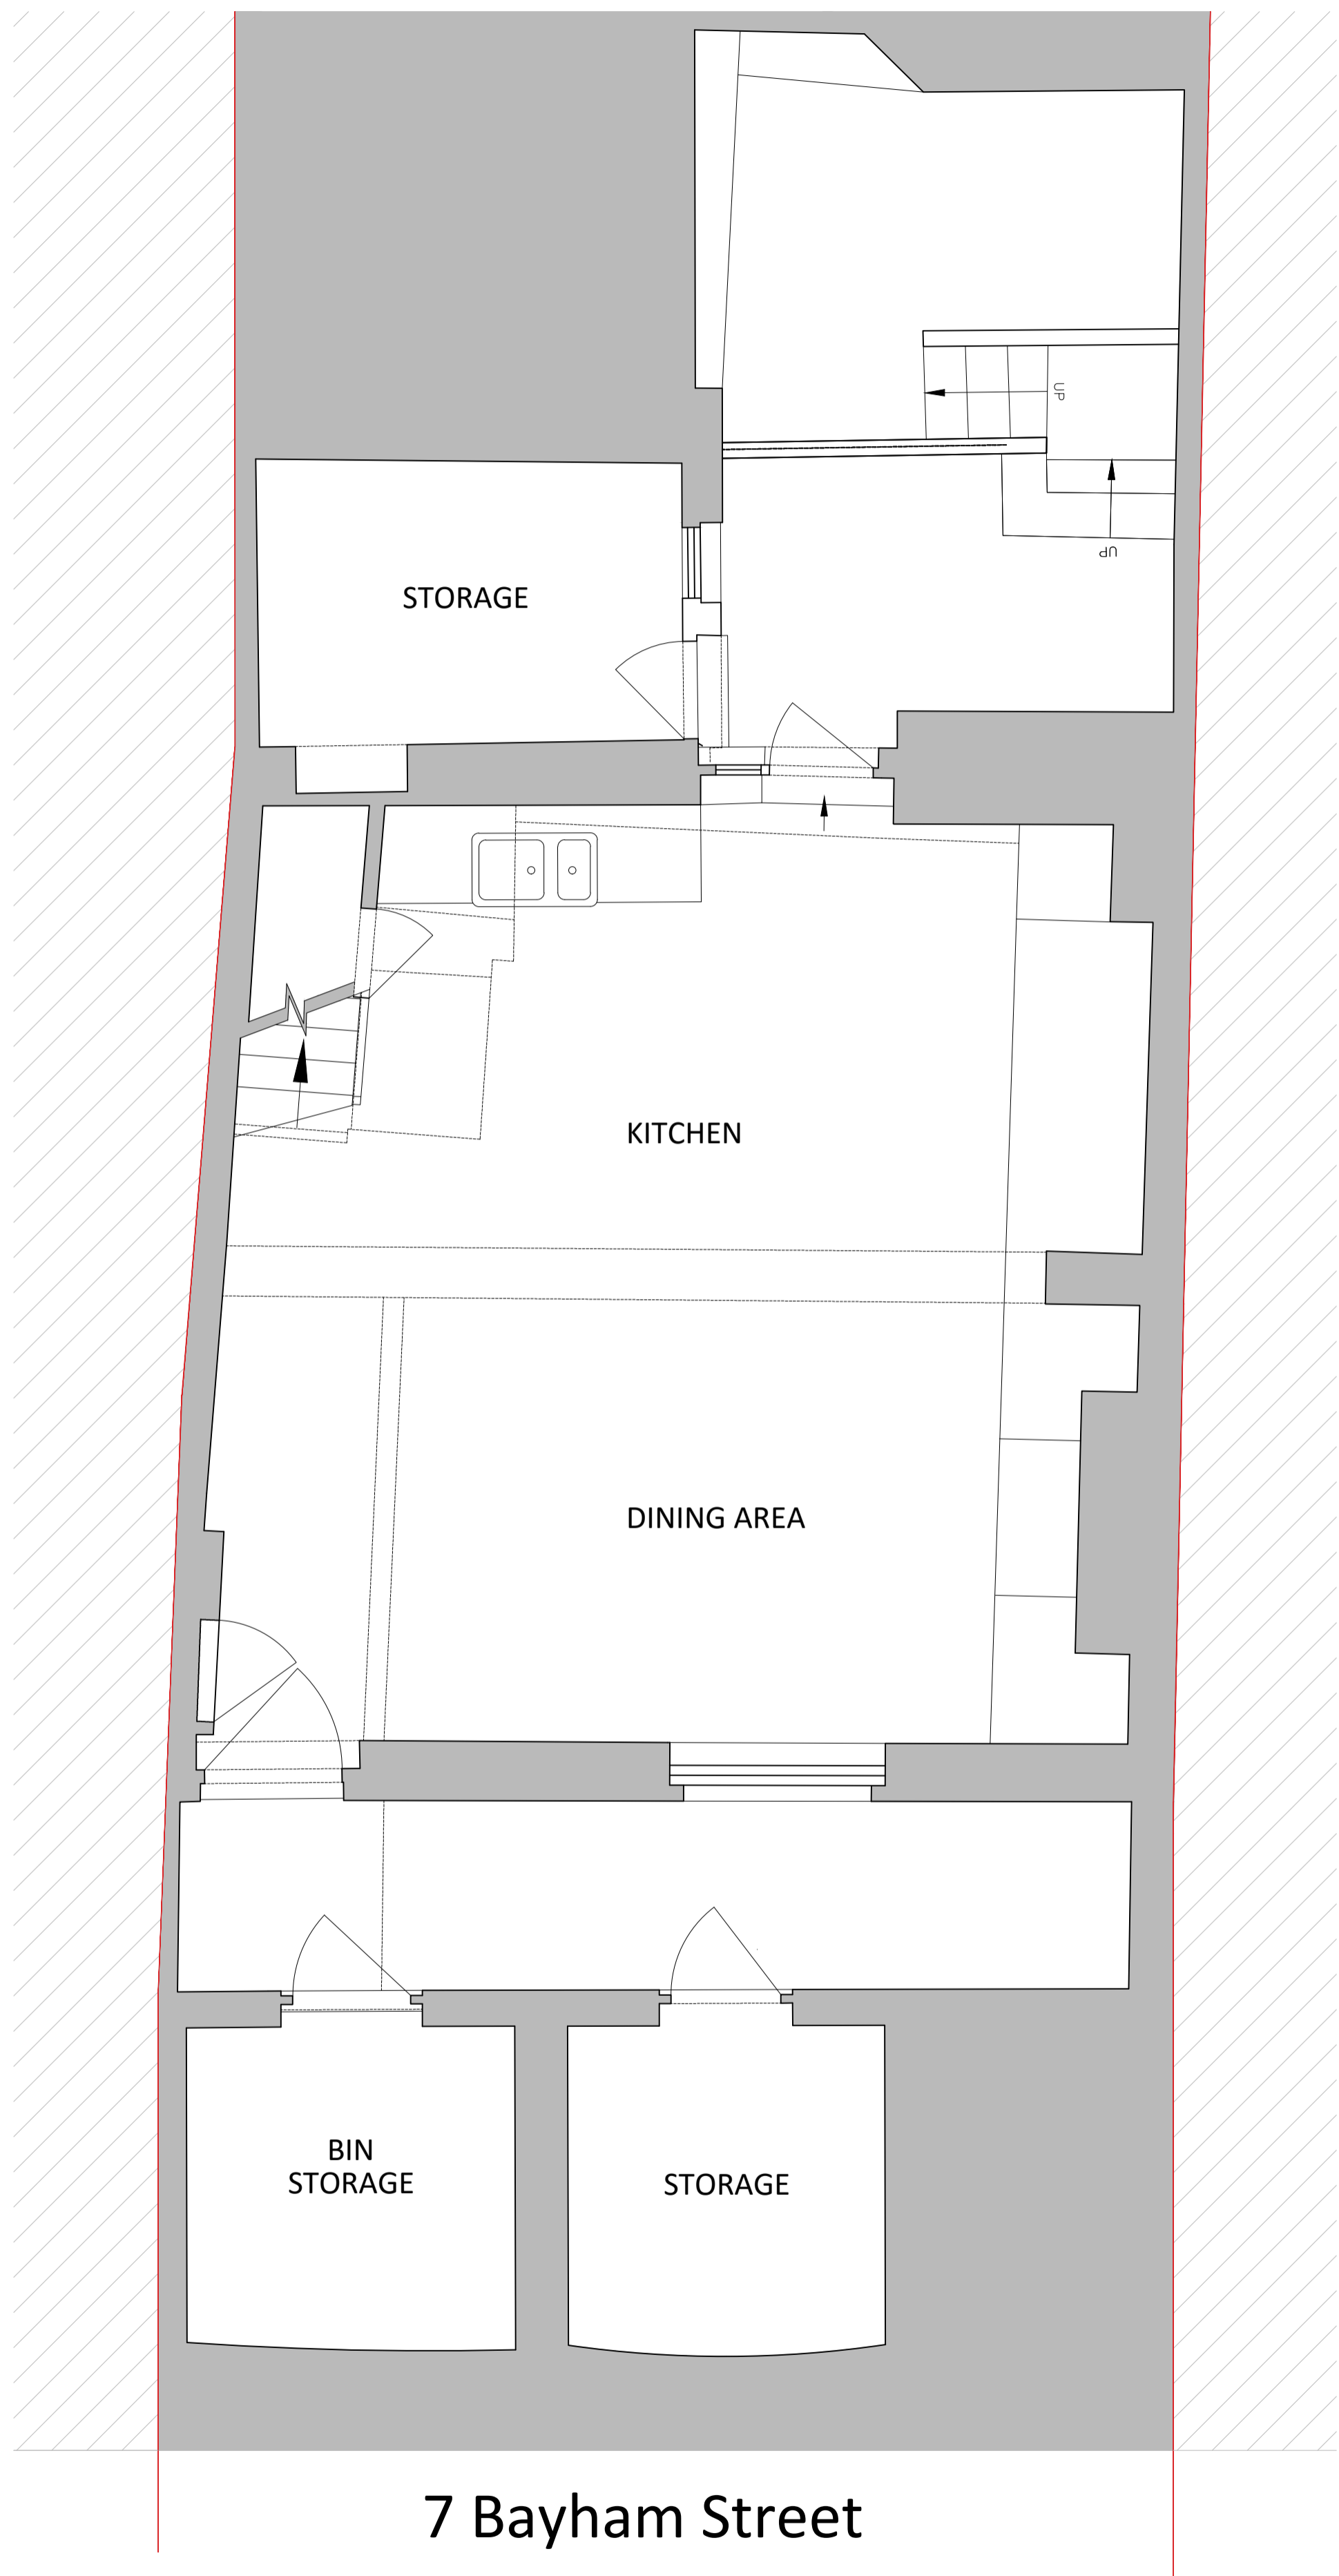 UP
UP
STORAGE
KITCHEN
DINING AREA
BIN
STORAGE
STORAGE
7 Bayham Street